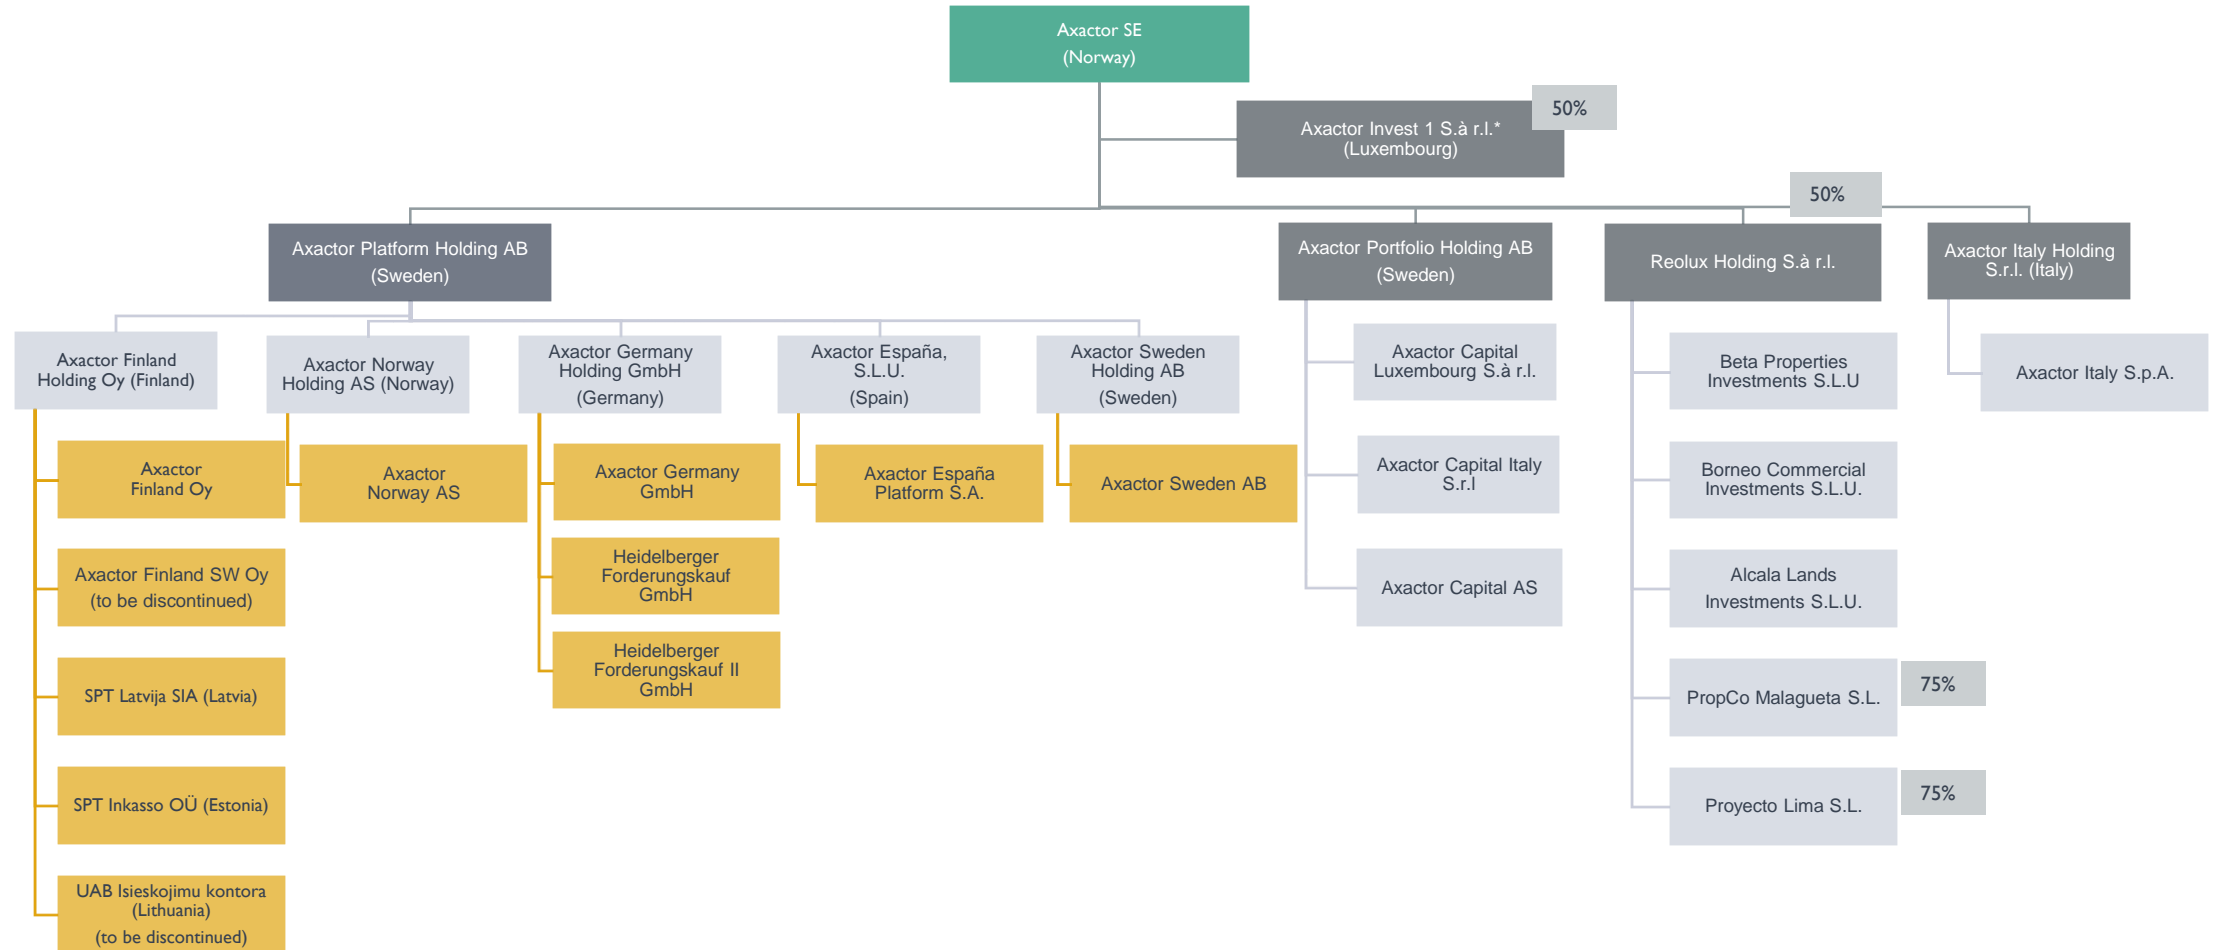 Axactor SE
(Norway)
50%
Axactor Invest 1 S.à r.l.*
(Luxembourg)
50%
Axactor Platform Holding AB
(Sweden)
Axactor Portfolio Holding AB
(Sweden)
Reolux Holding S.à r.l.
Axactor Italy Holding
S.r.l. (Italy)
Axactor Finland
Holding Oy (Finland)
Axactor Norway
Holding AS (Norway)
Axactor Germany
Holding GmbH
(Germany)
Axactor España,
S.L.U.
(Spain)
Axactor Sweden
Holding AB
(Sweden)
Axactor Capital
Luxembourg S.à r.l.
Beta Properties
Investments S.L.U
Axactor Italy S.p.A.
Axactor
Finland Oy
Axactor
Norway AS
Axactor Germany
GmbH
Axactor España
Platform S.A.
Axactor Sweden AB
Axactor Capital Italy
S.r.l
Borneo Commercial
Investments S.L.U.
Axactor Finland SW Oy
(to be discontinued)
Heidelberger
Forderungskauf
GmbH
Axactor Capital AS
Alcala Lands
Investments S.L.U.
SPT Latvija SIA (Latvia)
Heidelberger
Forderungskauf II
GmbH
PropCo Malagueta S.L.
75%
SPT Inkasso OÜ (Estonia)
Proyecto Lima S.L.
75%
UAB Isieskojimu kontora
(Lithuania)
(to be discontinued)